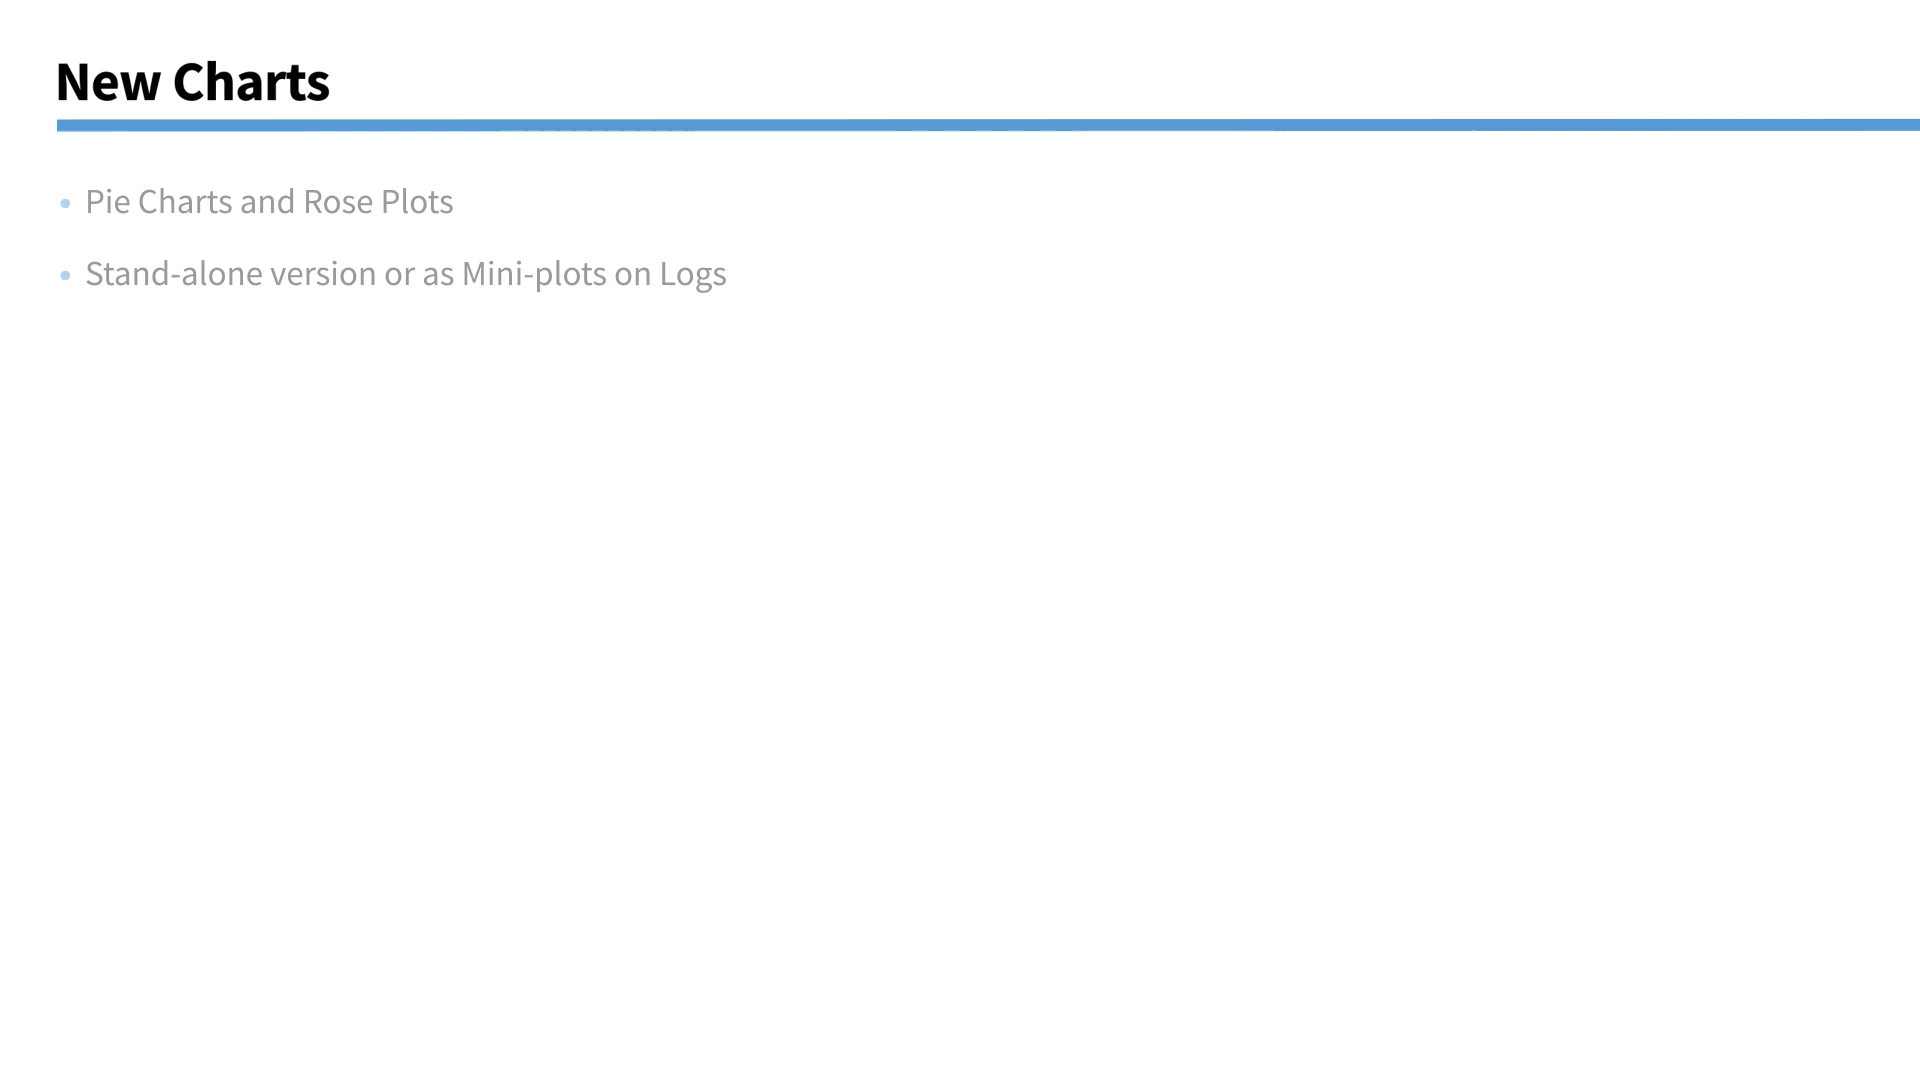 New Charts
• Pie Charts and Rose Plots
• Stand-alone version or as Mini-plots on Logs